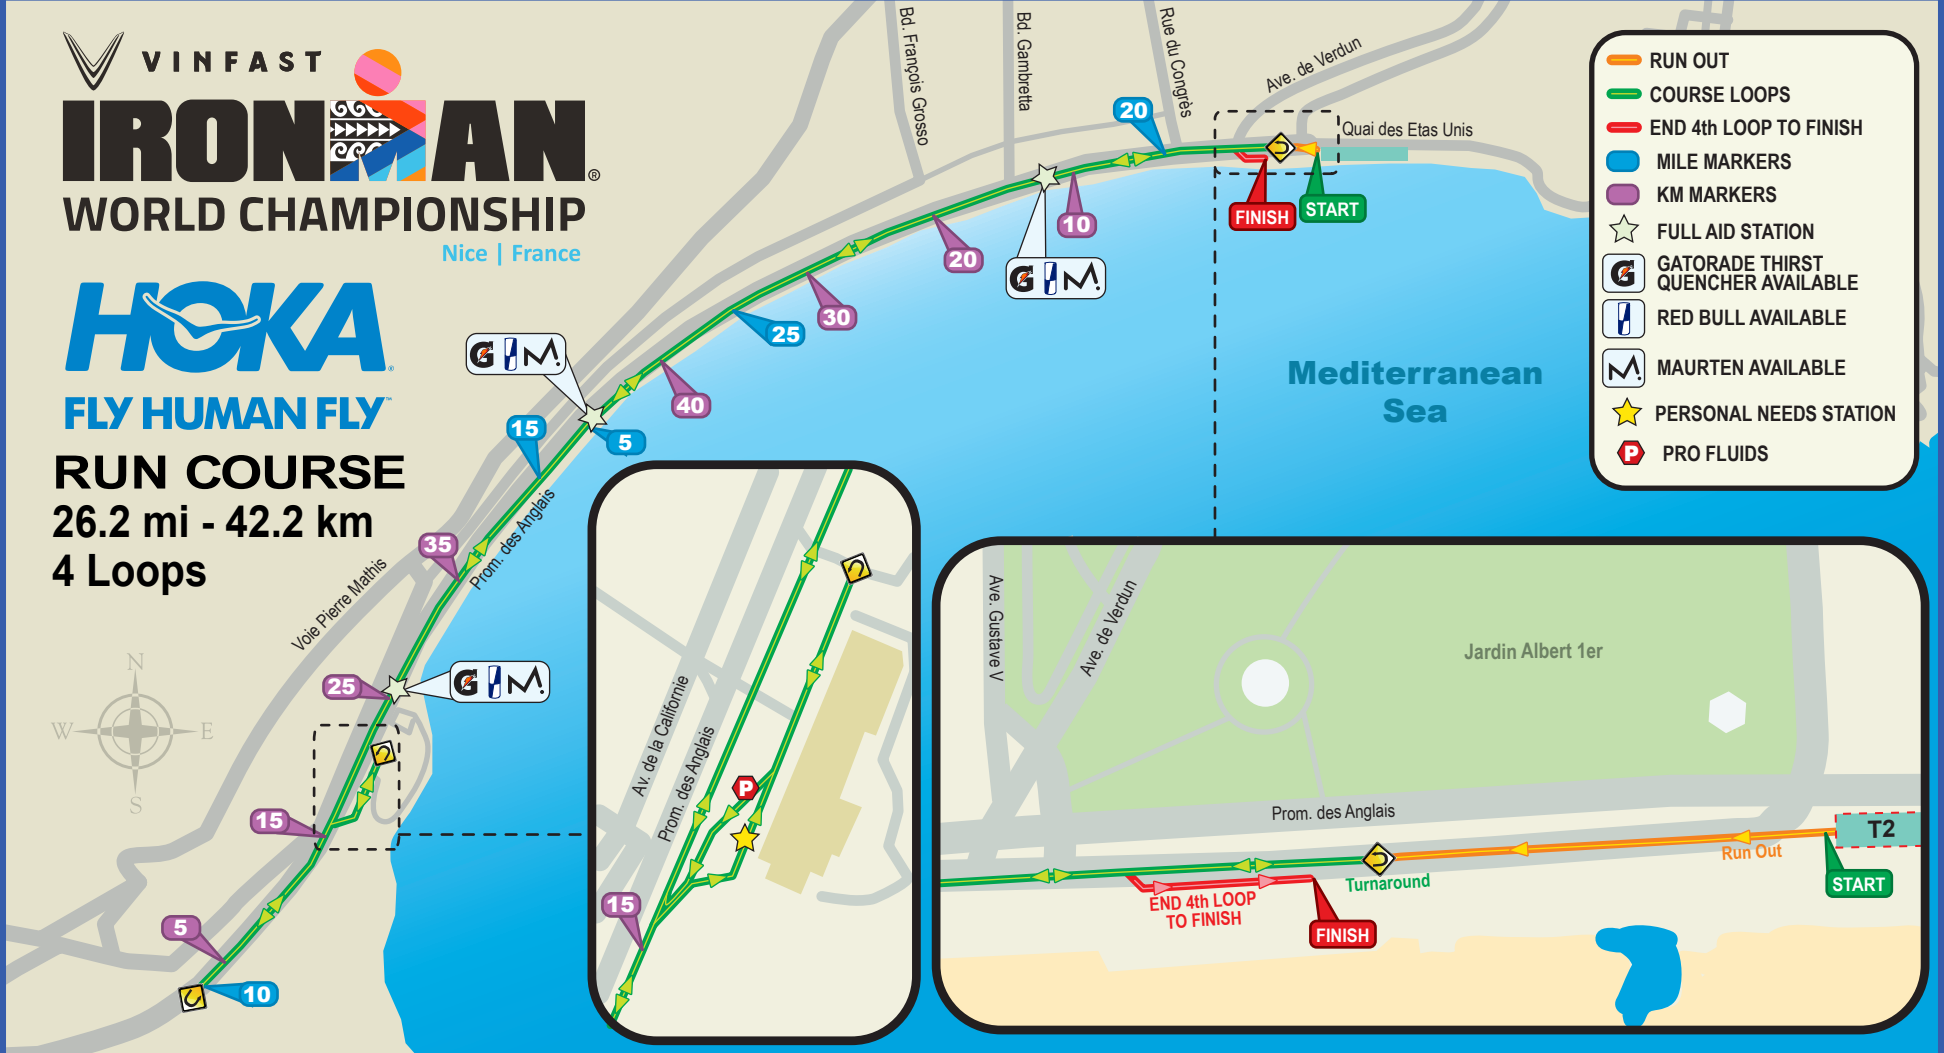 VINFAST
IRONMAN®
WORLD CHAMPIONSHIP
Nice | France
HOKA
FLY HUMAN FLY™
RUN COURSE
26.2 mi - 42.2 km
4 Loops
N
W
E
S
Bd. François Grosso
Bd. Gambretta
Rue du Congrès
Ave. de Verdun
Quai des Etas Unis
20
FINISH
START
10
G M.
20
30
25
40
G M.
15
5
35
Prom. des Anglais
Voie Pierre Mathis
25
G M.
15
5
10
Mediterranean
Sea
RUN OUT
COURSE LOOPS
END 4th LOOP TO FINISH
MILE MARKERS
KM MARKERS
FULL AID STATION
G
GATORADE THIRST
QUENCHER AVAILABLE
RED BULL AVAILABLE
M.
MAURTEN AVAILABLE
PERSONAL NEEDS STATION
P
PRO FLUIDS
Av. de la Californie
Prom. des Anglais
P
15
Ave. Gustave V
Ave. de Verdun
Jardin Albert 1er
Prom. des Anglais
T2
Run Out
START
Turnaround
END 4th LOOP
TO FINISH
FINISH